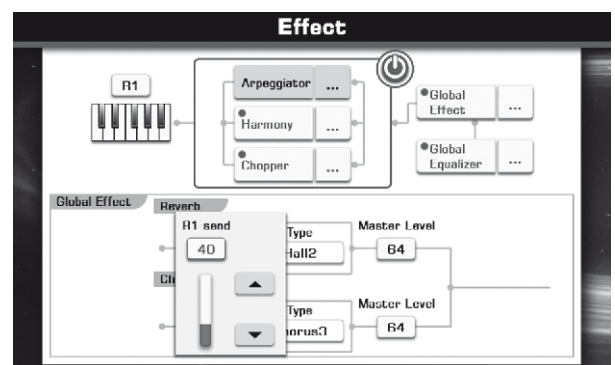 Effect
R1
Arpeggiator ...
Harmony ...
Chopper ...
Global
Effect ...
Global
Equalizer ...
Global Effect
Reverb
R1 send
40
Type
Hall2
Master Level
64
Type
Master Level
64